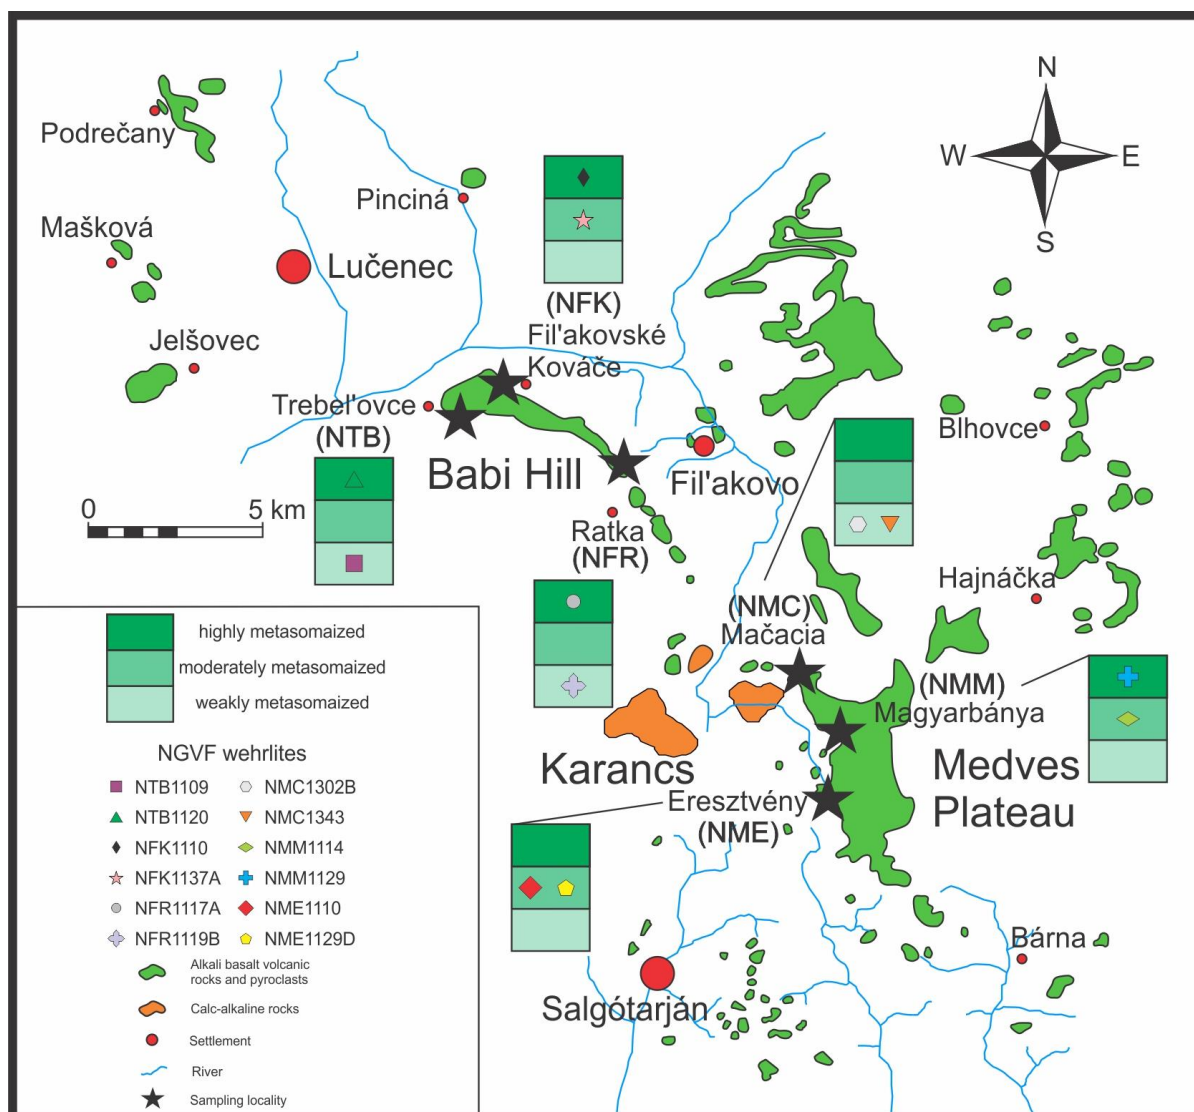 N
W
E
S
Podrečany
Pinciná
Mašková
Lučenec
(NFK)
Fil'akovské
Kováče
Jelšovec
Trebel'ovce
(NTB)
Babi Hill
Fil'akovo
Blhovce
0
5 km
Ratka
(NFR)
Hajnáčka
(NMC)
Mačacia
(NMM)
Magyarbánya
Karancs
Medves
Plateau
Eresztvény
(NME)
Bárna
Salgótarján
highly metasomaized
moderately metasomaized
weakly metasomaized
NGVF wehrlites
NTB1109
NMC1302B
NTB1120
NMC1343
NFK1110
NMM1114
NFK1137A
NMM1129
NFR1117A
NME1110
NFR1119B
NME1129D
Alkali basalt volcanic
rocks and pyroclasts
Calc-alkaline rocks
Settlement
River
Sampling locality